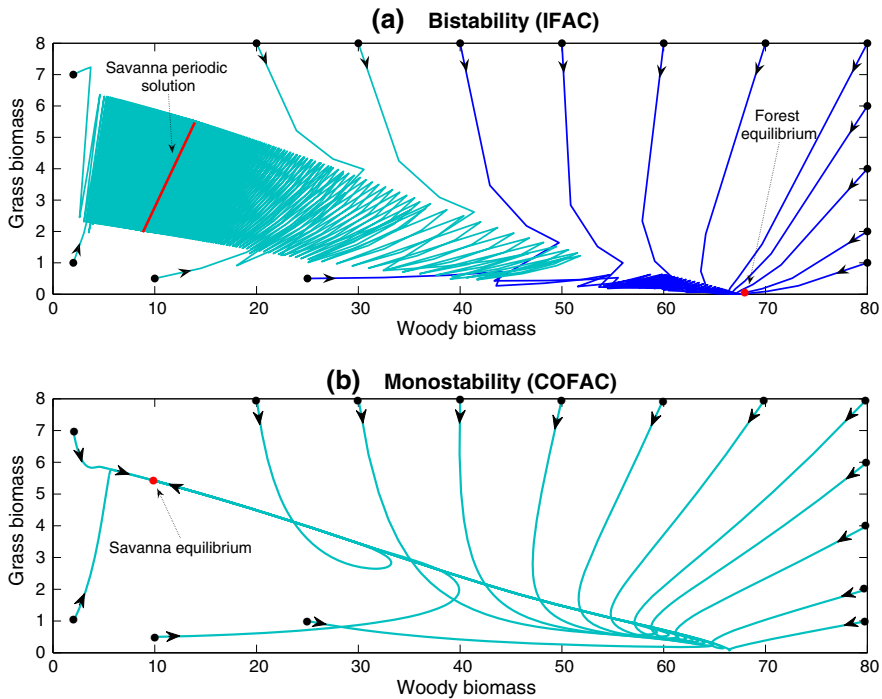 (a) Bistability (IFAC)
8
7
6
5
4
3
2
1
0
Grass biomass
Savanna periodic
solution
Forest
equilibrium
0 10 20 30 40 50 60 70 80
Woody biomass
(b) Monostability (COFAC)
8
7
6
5
4
3
2
1
0
Grass biomass
Savanna equilibrium
0 10 20 30 40 50 60 70 80
Woody biomass